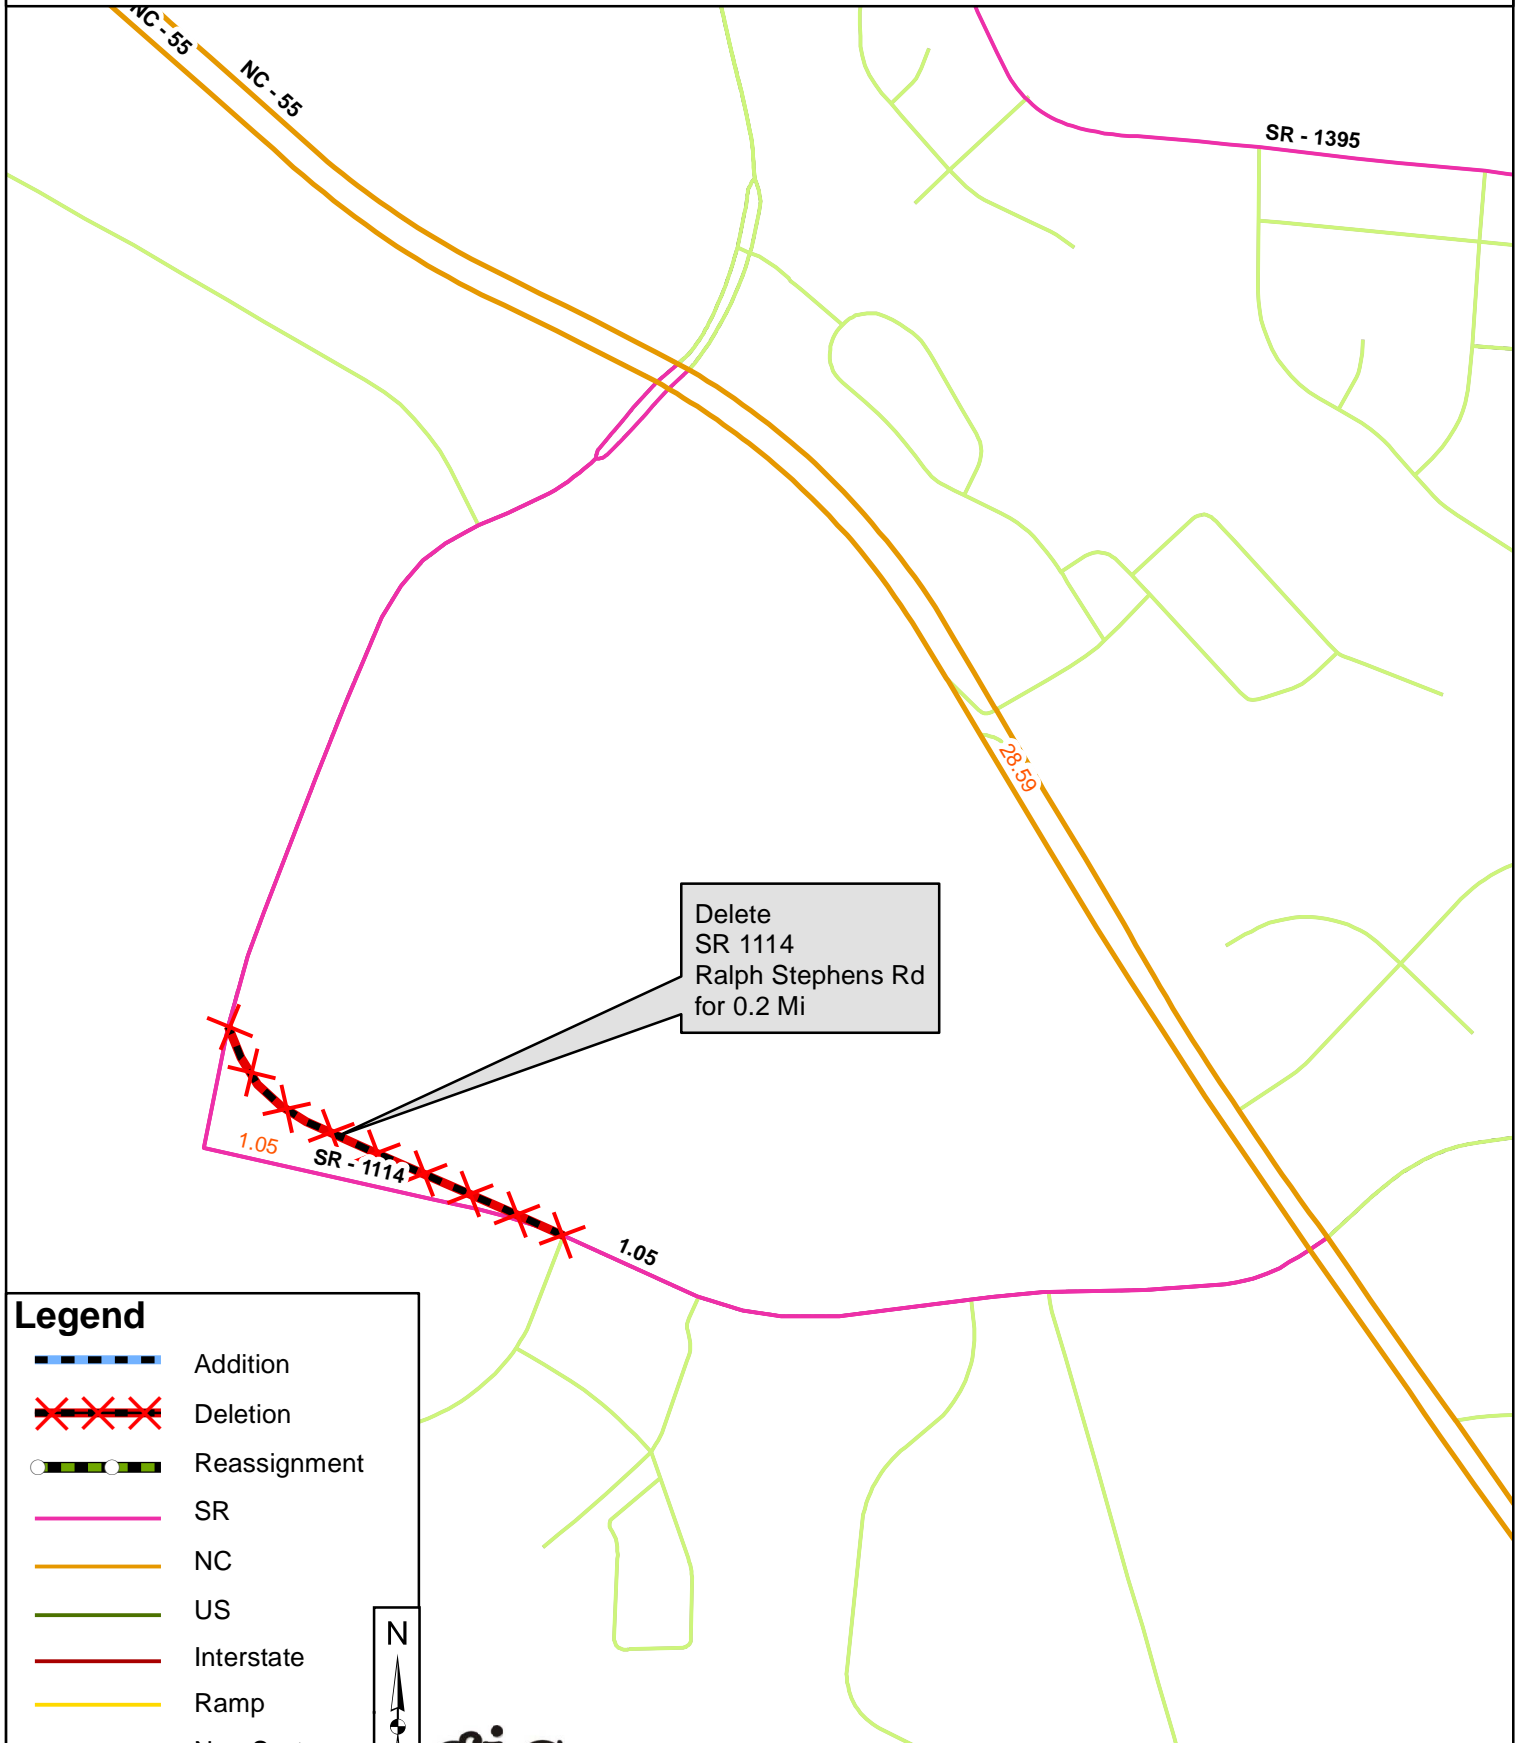 NC - 55
NC - 55
SR - 1395
28.59
Delete
SR 1114
Ralph Stephens Rd
for 0.2 Mi
1.05
SR - 1114
1.05
Legend
Addition
Deletion
Reassignment
SR
NC
US
Interstate
N
Ramp